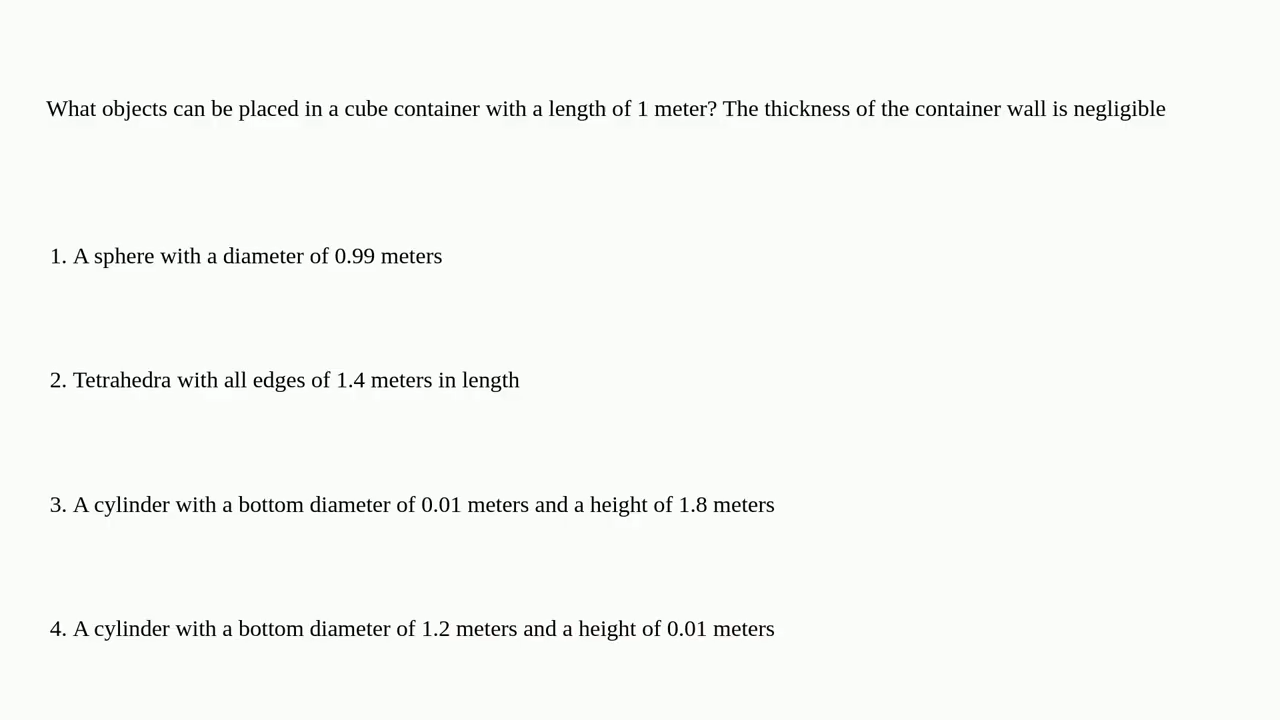 What objects can be placed in a cube container with a length of 1 meter? The thickness of the container wall is negligible
1. A sphere with a diameter of 0.99 meters
2. Tetrahedra with all edges of 1.4 meters in length
3. A cylinder with a bottom diameter of 0.01 meters and a height of 1.8 meters
4. A cylinder with a bottom diameter of 1.2 meters and a height of 0.01 meters